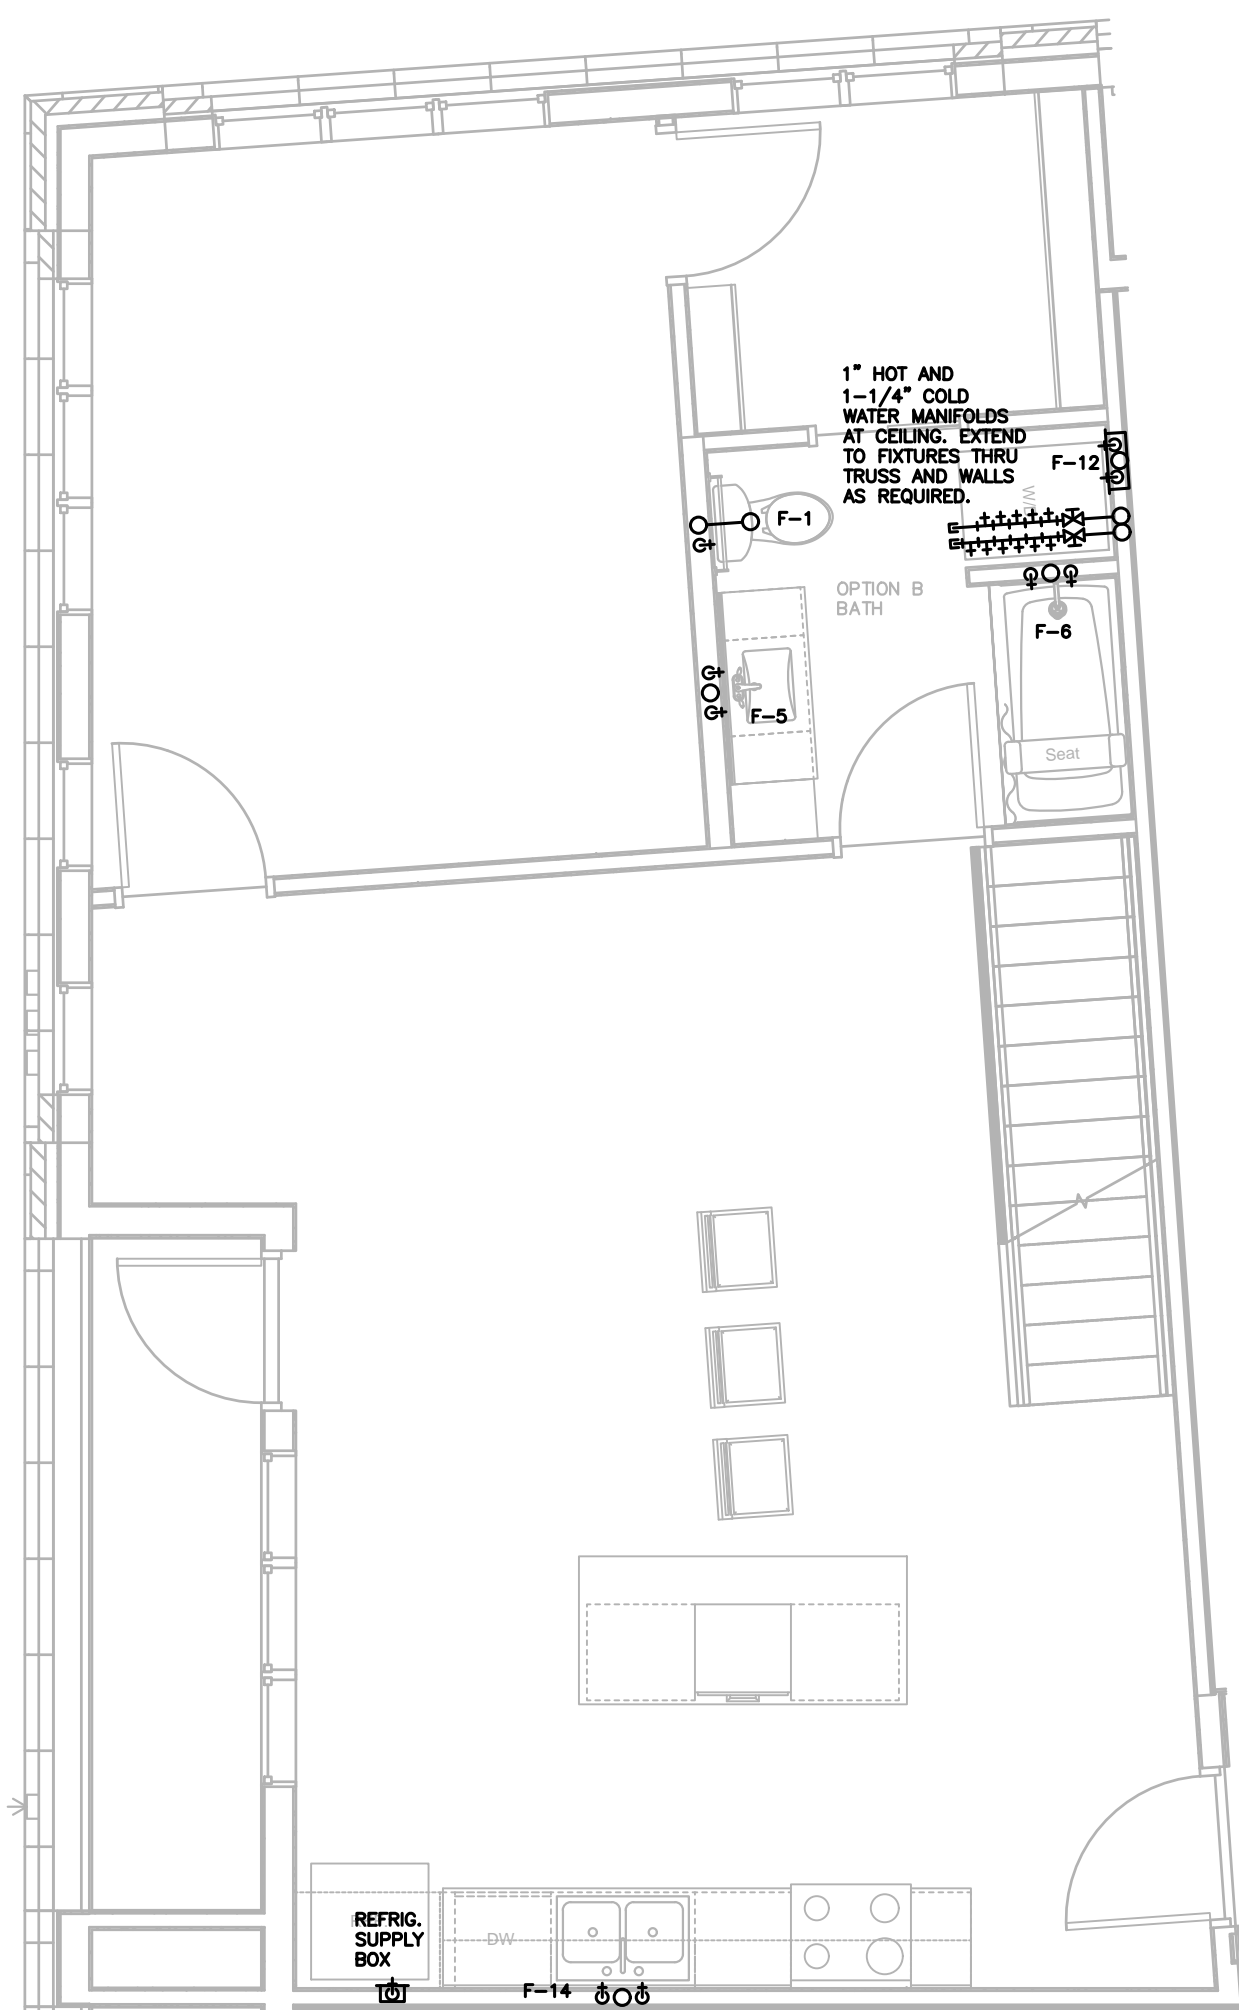 1" HOT AND
1-1/4" COLD
WATER MANIFOLDS
AT CEILING. EXTEND
TO FIXTURES THRU
TRUSS AND WALLS
AS REQUIRED.
F-12
F-1
OPTION B
BATH
F-6
F-5
Seat
REFRIG.
SUPPLY
BOX
DW
F-14